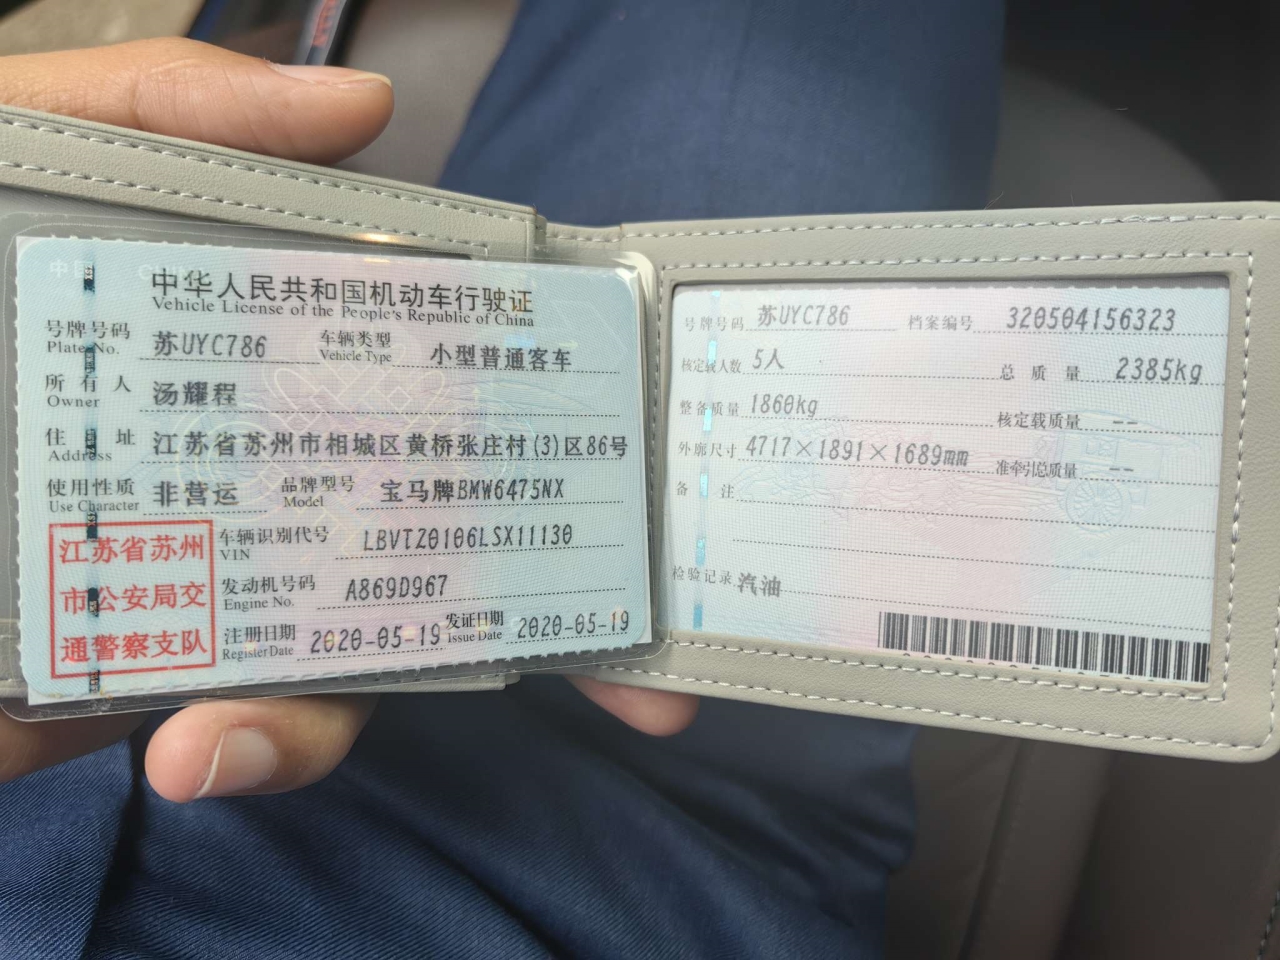 中华人民共和国机动车行驶证
Vehicle License of the People's Republic of China
号牌号码 苏UYC786 车辆类型 小型普通客车
Plate No. Vehicle Type
所有人 汤耀程
Owner
住址 江苏省苏州市相城区黄桥张庄村(3)区86号
Address
使用性质 非营运 品牌型号 宝马牌BMW6475NX
Use Character Model
江苏省苏州
市公安局交
通警察支队
车辆识别代号 LBVTZ0106LSX11130
VIN
发动机号码 A869D967
Engine No.
注册日期 2020-05-19 发证日期 2020-05-19
Register Date Issue Date
号牌号码 苏UYC786 档案编号 320504156323
核定载人数 5人 总质量 2385kg
整备质量 1860kg 核定载质量 --
外廓尺寸 4717×1891×1689mm 准牵引总质量 --
备注
检验记录 汽油